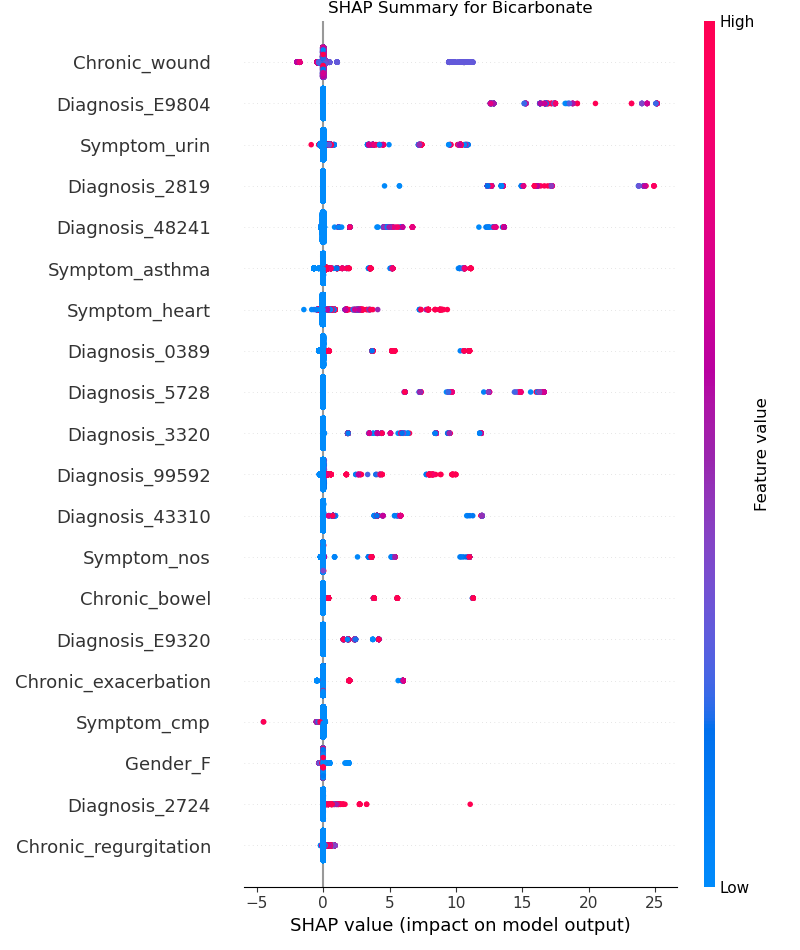 SHAP Summary for Bicarbonate
High
Chronic_wound
Diagnosis_E9804
Symptom_urin
Diagnosis_2819
Diagnosis_48241
Symptom_asthma
Symptom_heart
Diagnosis_0389
Diagnosis_5728
Diagnosis_3320
Diagnosis_99592
Diagnosis_43310
Symptom_nos
Chronic_bowel
Diagnosis_E9320
Chronic_exacerbation
Symptom_cmp
Gender_F
Diagnosis_2724
Chronic_regurgitation
Feature value
Low
−5 0 5 10 15 20 25
SHAP value (impact on model output)